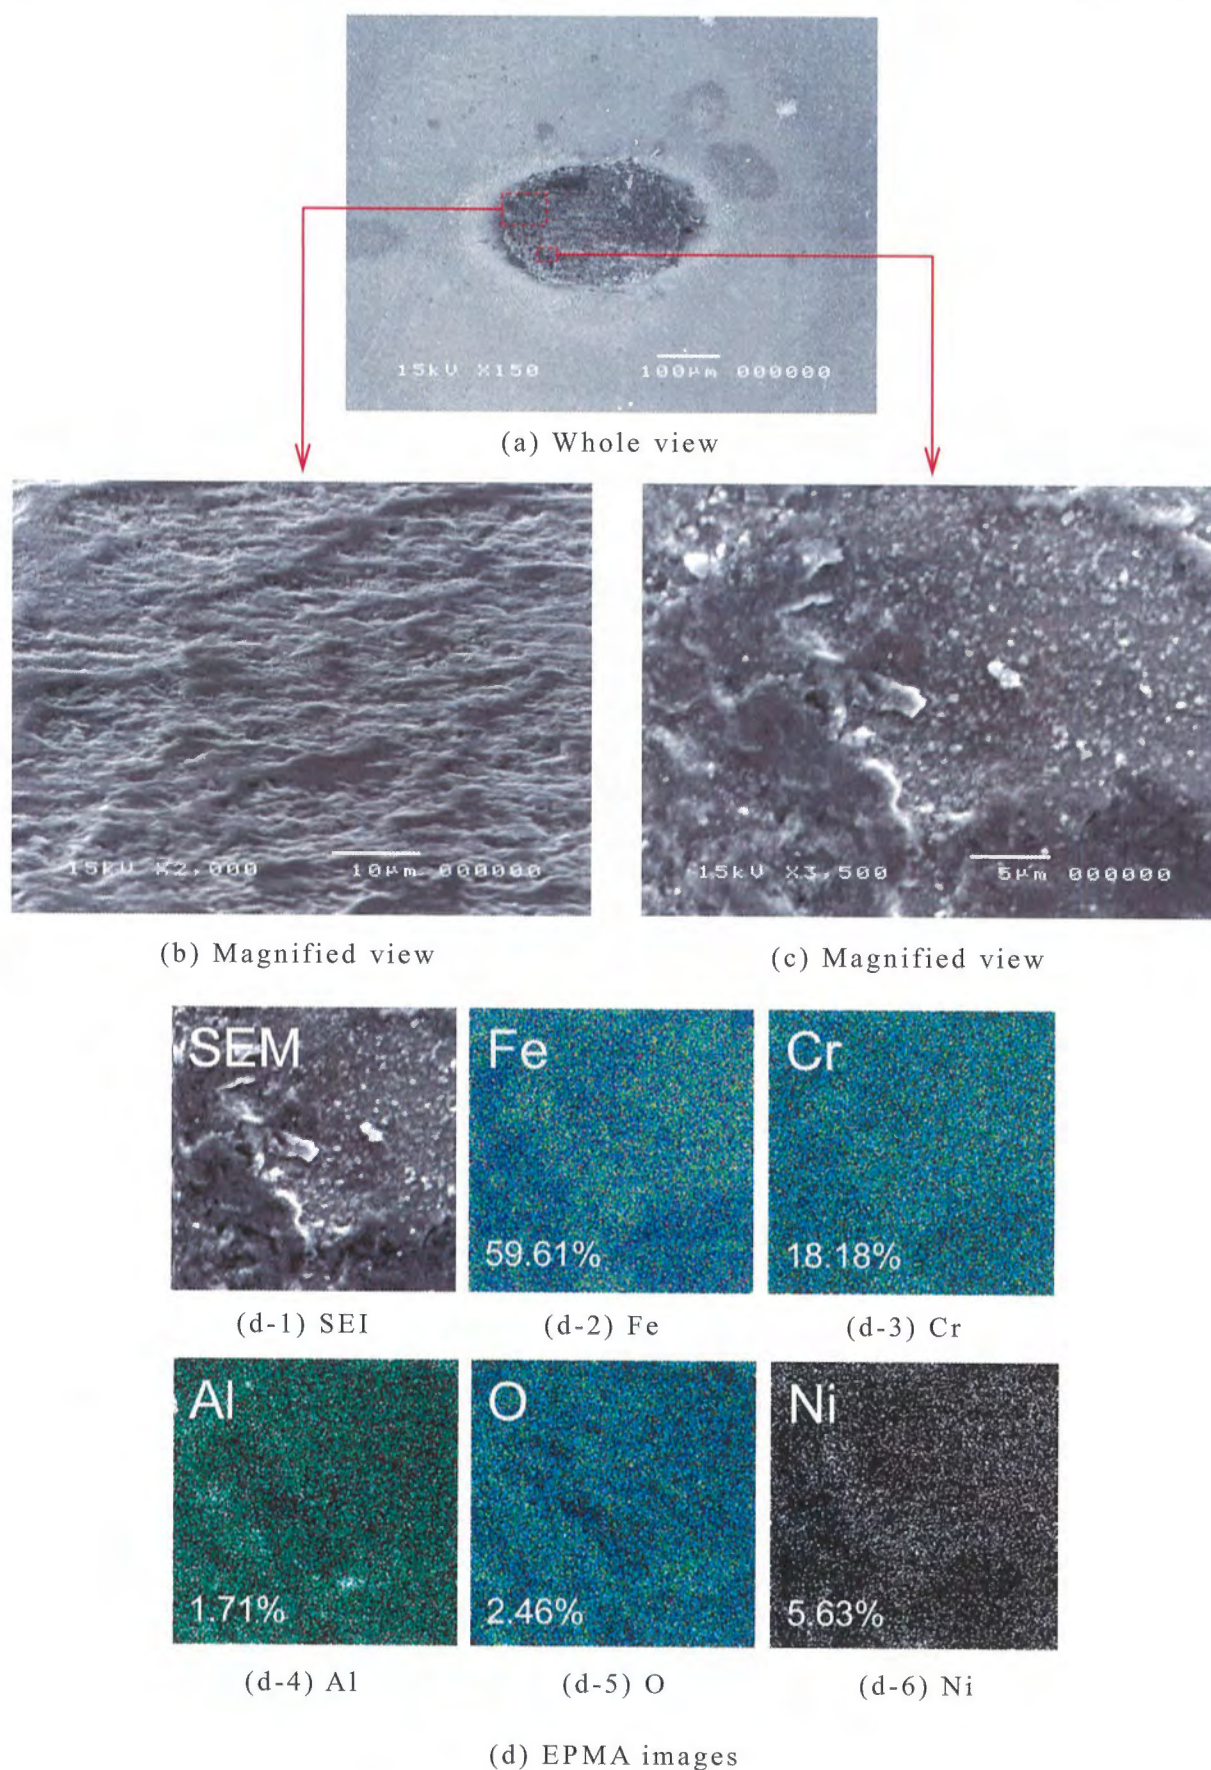 15kV X150 100μm 000000
(a) Whole view
15kV X2,000 10μm 000000
15kV X3,500 5μm 000000
(b) Magnified view
(c) Magnified view
SEM Fe Cr
59.61% 18.18%
(d-1) SEI (d-2) Fe (d-3) Cr
Al O Ni
1.71% 2.46% 5.63%
(d-4) Al (d-5) O (d-6) Ni
(d) EPMA images